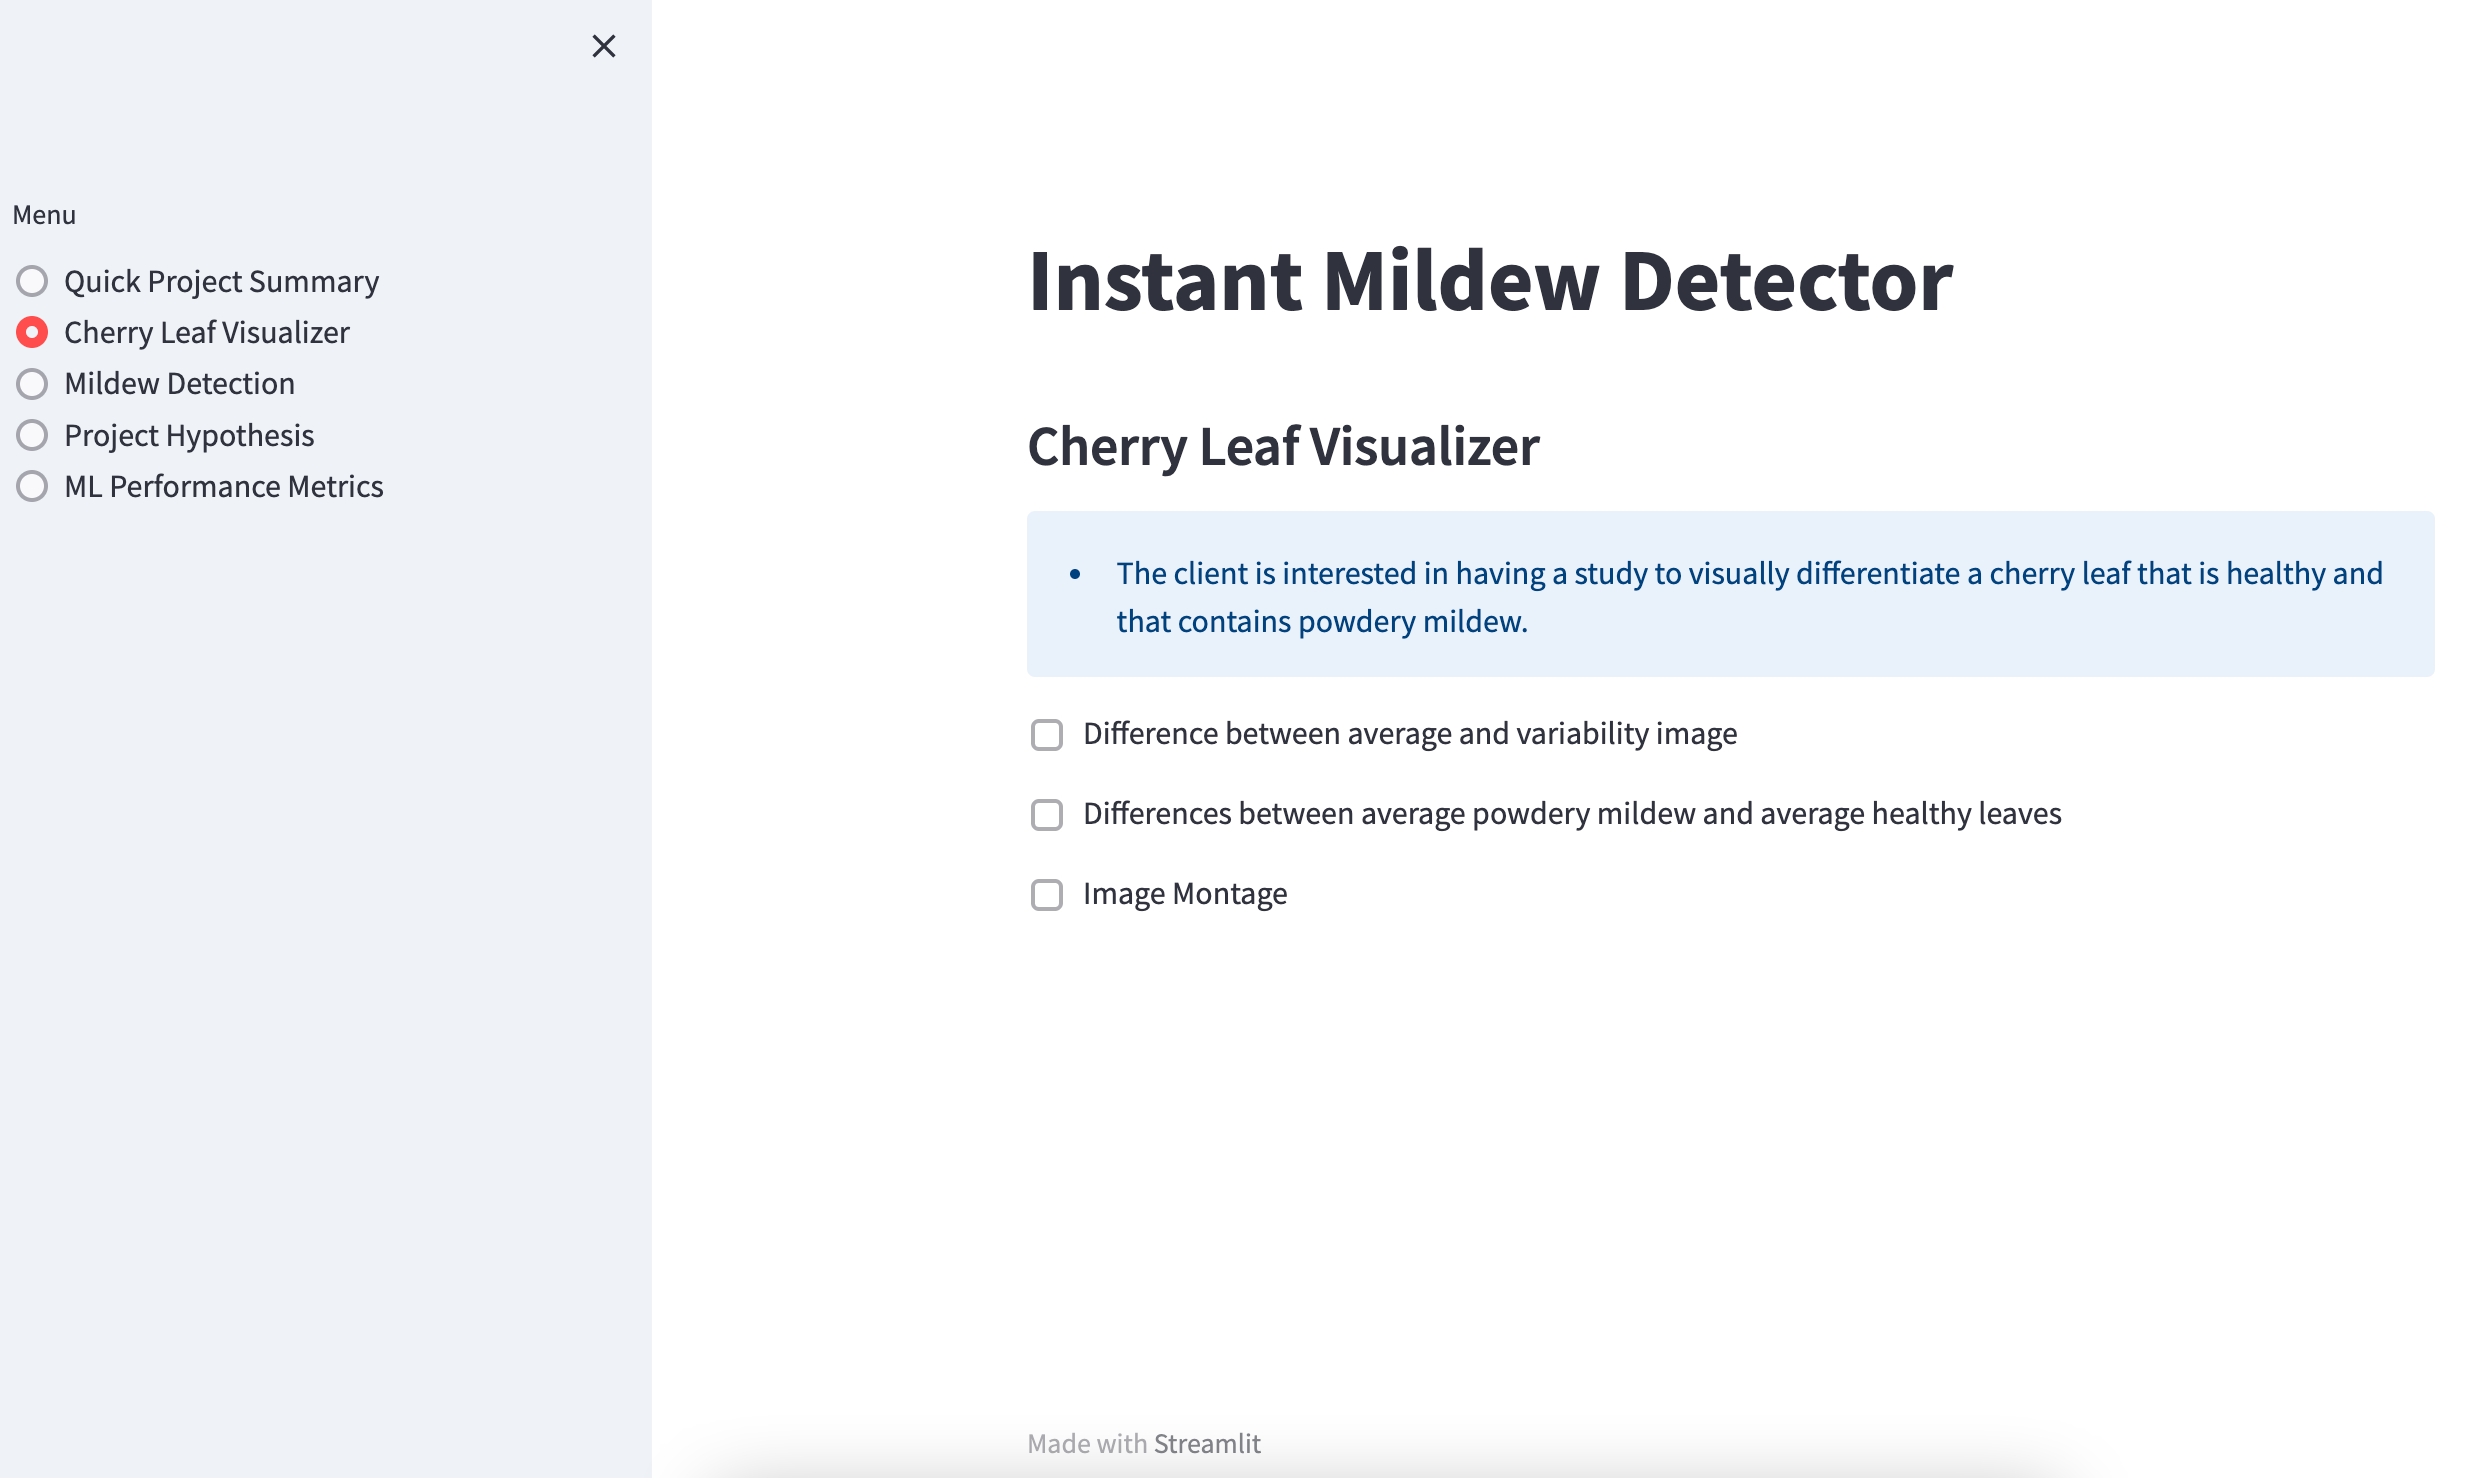 Menu
Quick Project Summary
Cherry Leaf Visualizer
Mildew Detection
Project Hypothesis
ML Performance Metrics
Instant Mildew Detector
Cherry Leaf Visualizer
• The client is interested in having a study to visually differentiate a cherry leaf that is healthy and
that contains powdery mildew.
Difference between average and variability image
Differences between average powdery mildew and average healthy leaves
Image Montage
Made with Streamlit